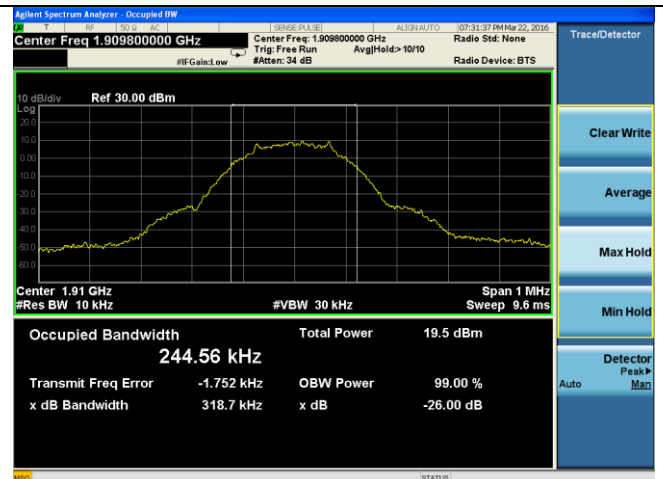 Agilent Spectrum Analyzer - Occupied BW
T RF 50 Ω AC SENSE:PULSE ALIGN AUTO 07:31:37 PM Mar 22, 2016
Center Freq 1.909800000 GHz Center Freq: 1.909800000 GHz Radio Std: None
Trig: Free Run Avg|Hold:> 10/10
#IFGain:Low #Atten: 34 dB Radio Device: BTS
Trace/Detector
10 dB/div Ref 30.00 dBm
Log
20.0
10.0
0.00
-10.0
-20.0
-30.0
-40.0
-50.0
-60.0
Center 1.91 GHz Span 1 MHz
#Res BW 10 kHz #VBW 30 kHz Sweep 9.6 ms
Occupied Bandwidth Total Power 19.5 dBm
244.56 kHz
Transmit Freq Error -1.752 kHz OBW Power 99.00 %
x dB Bandwidth 318.7 kHz x dB -26.00 dB
Clear Write
Average
Max Hold
Min Hold
Detector
Peak▶
Auto Man
MSG STATUS